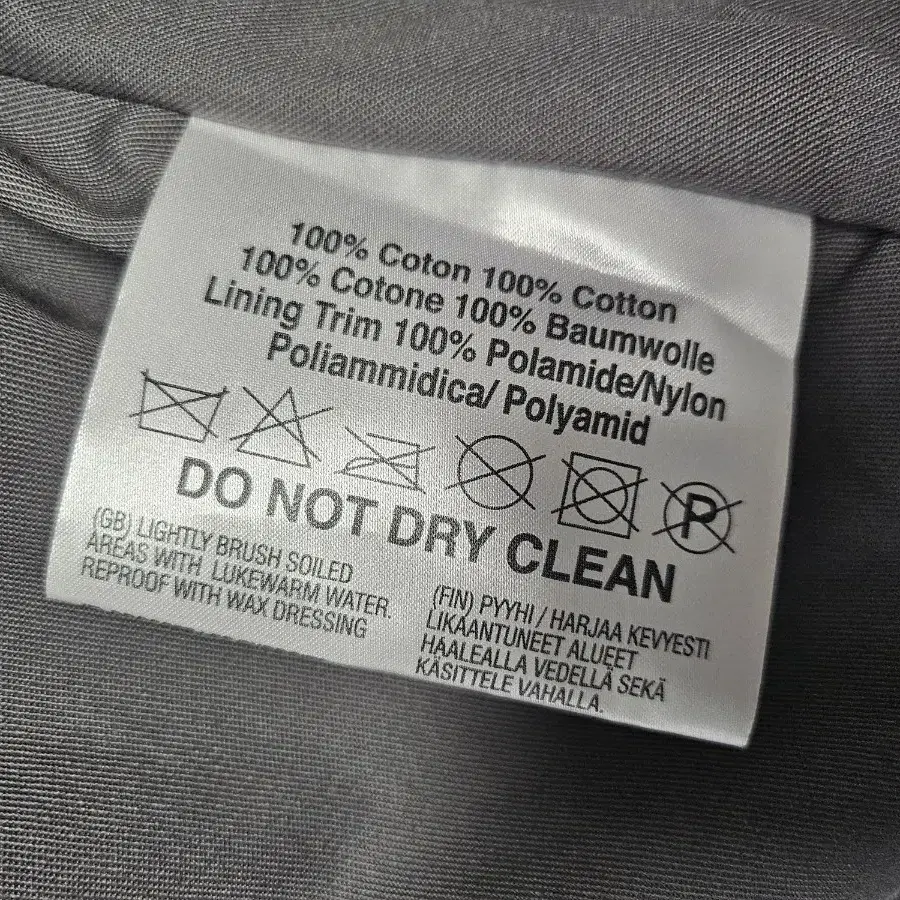 100% Coton 100% Cotton
100% Cotone 100% Baumwolle
Lining Trim 100% Polamide/Nylon
Poliammidica/ Polyamid
P
DO NOT DRY CLEAN
(GB) LIGHTLY BRUSH SOILED
AREAS WITH LUKEWARM WATER.
REPROOF WITH WAX DRESSING
(FIN) PYYHI / HARJAA KEVYESTI
LIKAANTUNEET ALUEET
HAALEALLA VEDELLÄ SEKÄ
KÄSITTELE VAHALLA.